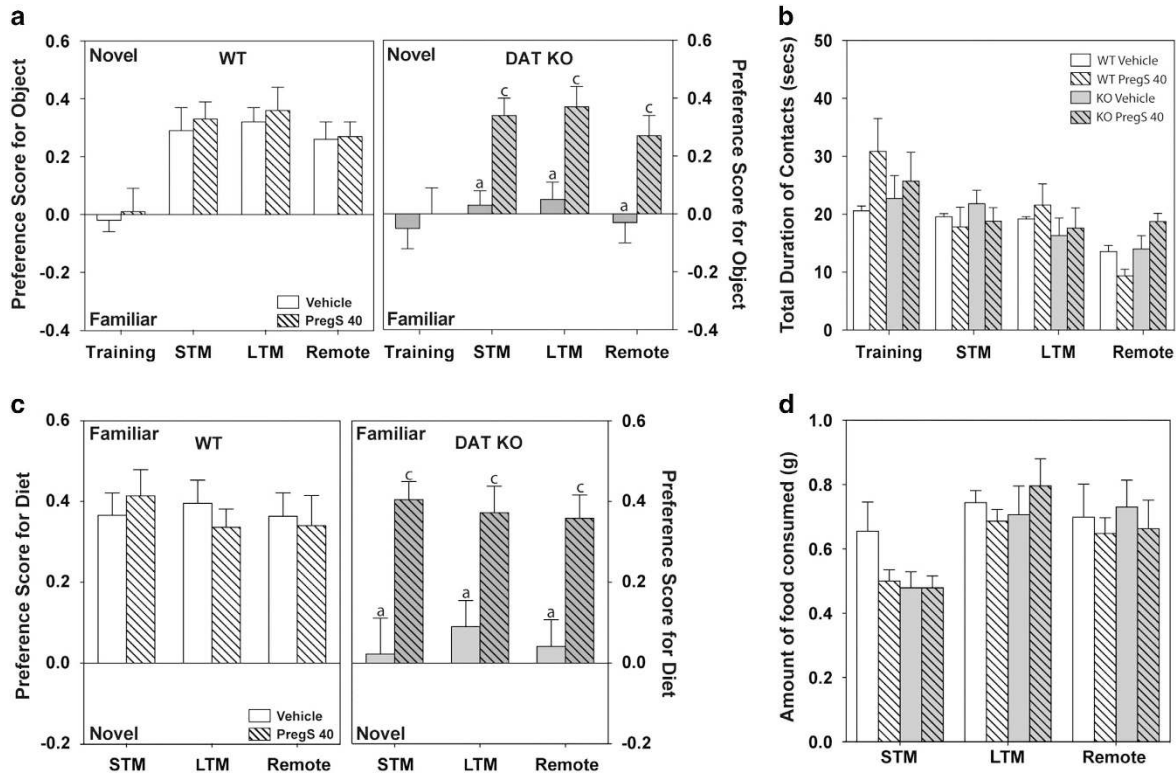 a
0.6
0.4
0.2
0.0
-0.2
-0.4
Preference Score for Object
Novel
WT
Vehicle
PregS 40
Familiar
Training STM LTM Remote
Novel
DAT KO
a
c
a
c
a
c
Familiar
Training STM LTM Remote
0.6
0.4
0.2
0.0
-0.2
-0.4
Preference Score for Object
b
50
40
30
20
10
0
Total Duration of Contacts (secs)
WT Vehicle
WT PregS 40
KO Vehicle
KO PregS 40
Training STM LTM Remote
c
0.6
0.4
0.2
0.0
-0.2
Preference Score for Diet
Familiar
WT
Vehicle
PregS 40
Novel
STM LTM Remote
Familiar
DAT KO
a
c
a
c
a
c
Novel
STM LTM Remote
0.6
0.4
0.2
0.0
-0.2
Preference Score for Diet
d
1.0
0.8
0.6
0.4
0.2
0.0
Amount of food consumed (g)
STM LTM Remote